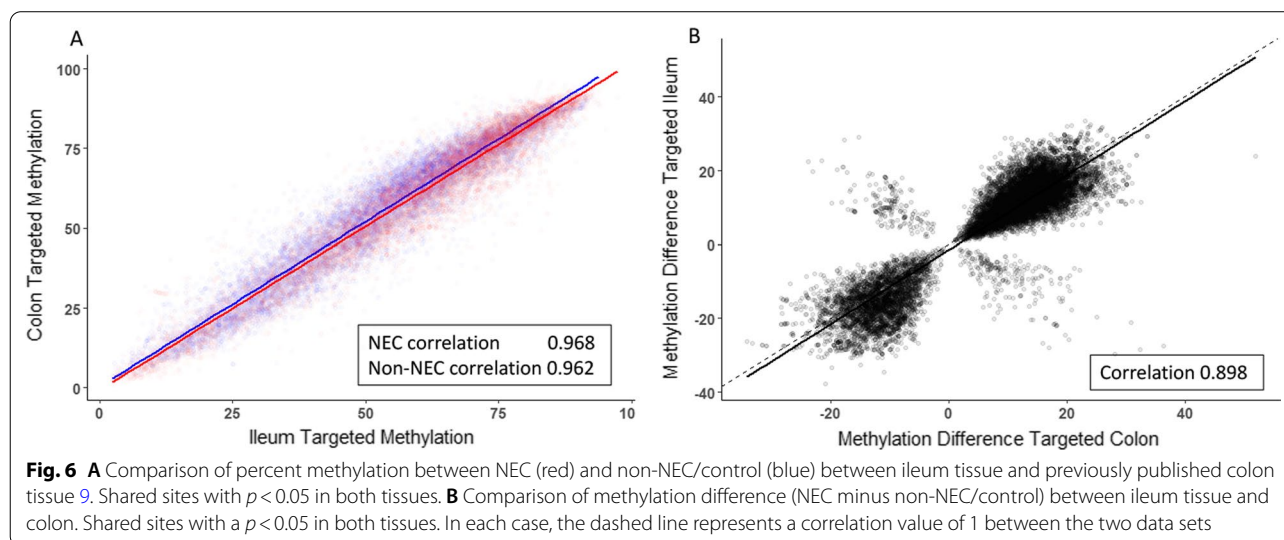 A
Colon Targeted Methylation
100
75
50
25
0
NEC correlation 0.968
Non-NEC correlation 0.962
0 25 50 75 10
Ileum Targeted Methylation
B
Methylation Difference Targeted Ileum
40
20
0
-20
-40
Correlation 0.898
-20 0 20 40
Methylation Difference Targeted Colon
Fig. 6 A Comparison of percent methylation between NEC (red) and non-NEC/control (blue) between ileum tissue and previously published colon
tissue 9. Shared sites with p < 0.05 in both tissues. B Comparison of methylation difference (NEC minus non-NEC/control) between ileum tissue and
colon. Shared sites with a p < 0.05 in both tissues. In each case, the dashed line represents a correlation value of 1 between the two data sets